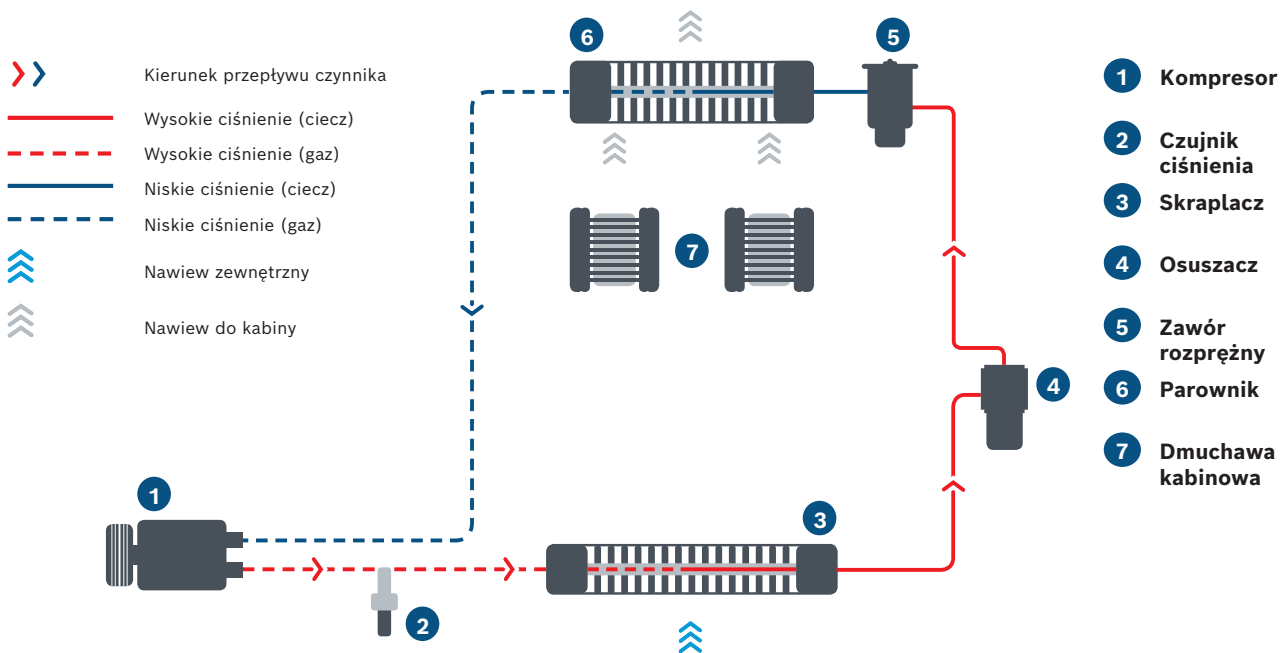 Kierunek przepływu czynnika
Wysokie ciśnienie (ciecz)
Wysokie ciśnienie (gaz)
Niskie ciśnienie (ciecz)
Niskie ciśnienie (gaz)
Nawiew zewnętrzny
Nawiew do kabiny
6
5
7
4
1
3
2
1 Kompresor
2 Czujnik
ciśnienia
3 Skraplacz
4 Osuszacz
5 Zawór
rozprężny
6 Parownik
7 Dmuchawa
kabinowa